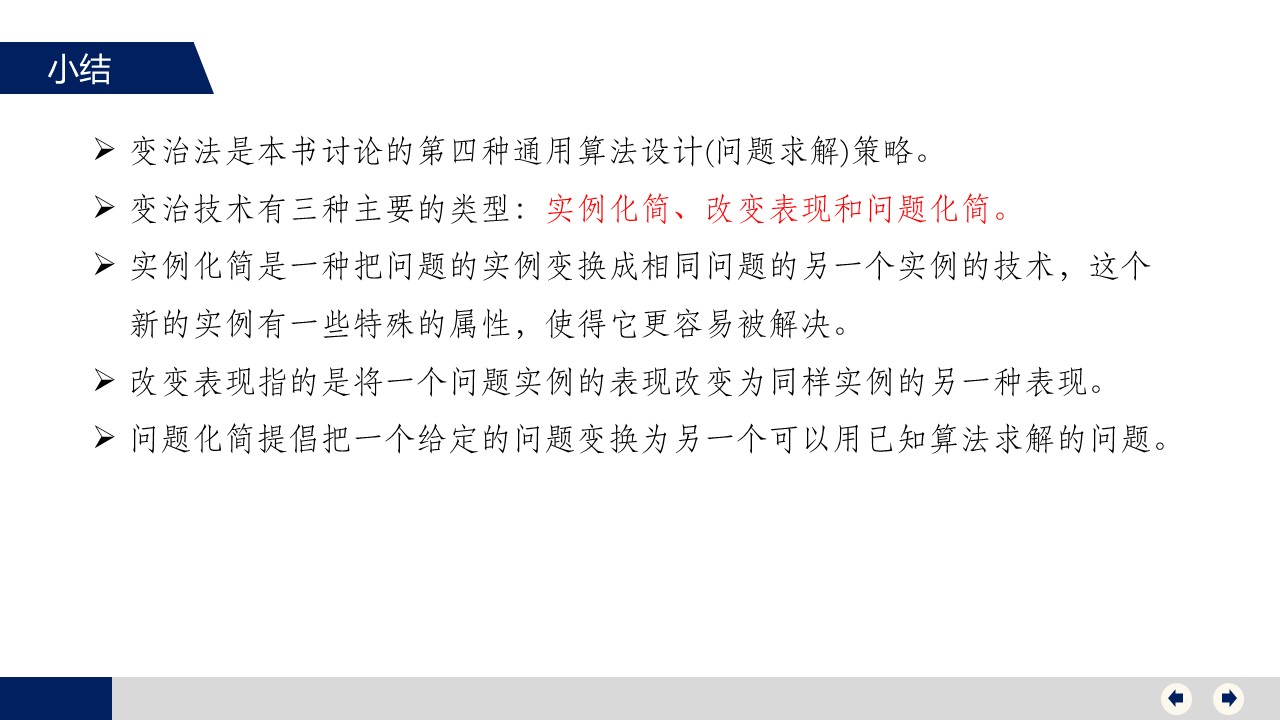 小结
变治法是本书讨论的第四种通用算法设计(问题求解)策略。
变治技术有三种主要的类型：实例化简、改变表现和问题化简。
实例化简是一种把问题的实例变换成相同问题的另一个实例的技术，这个
新的实例有一些特殊的属性，使得它更容易被解决。
改变表现指的是将一个问题实例的表现改变为同样实例的另一种表现。
问题化简提倡把一个给定的问题变换为另一个可以用已知算法求解的问题。